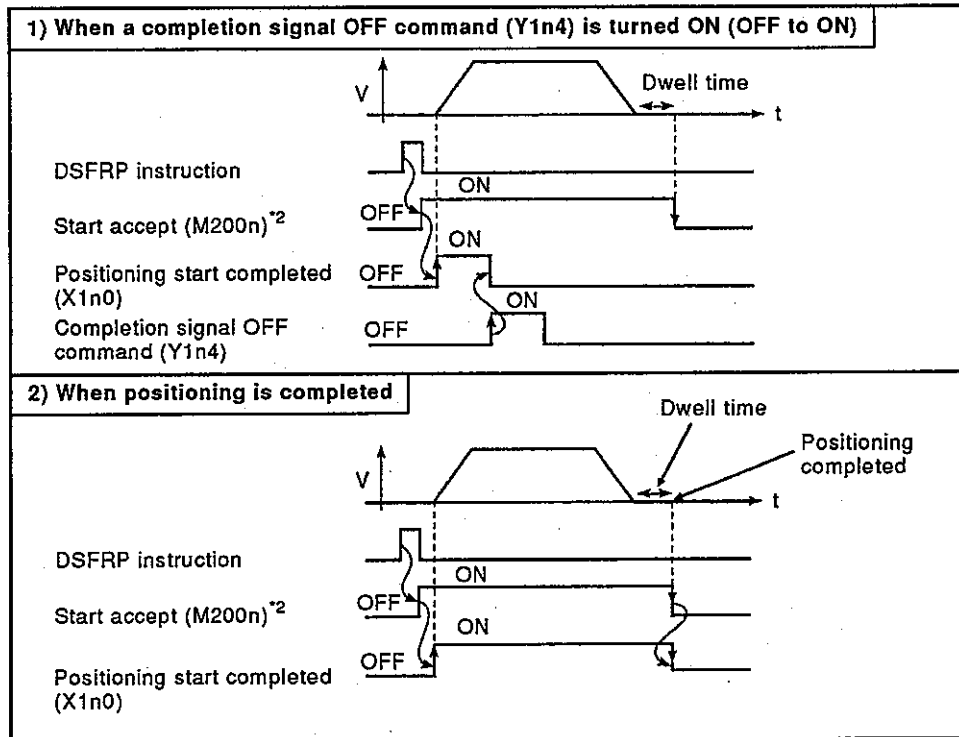 1) When a completion signal OFF command (Y1n4) is turned ON (OFF to ON)
V
Dwell time
t
DSFRP instruction
ON
Start accept (M200n)*2
OFF
ON
Positioning start completed
(X1n0)
OFF
ON
Completion signal OFF
command (Y1n4)
OFF
2) When positioning is completed
Dwell time
Positioning
completed
V
t
DSFRP instruction
ON
Start accept (M200n)*2
OFF
ON
Positioning start completed
(X1n0)
OFF